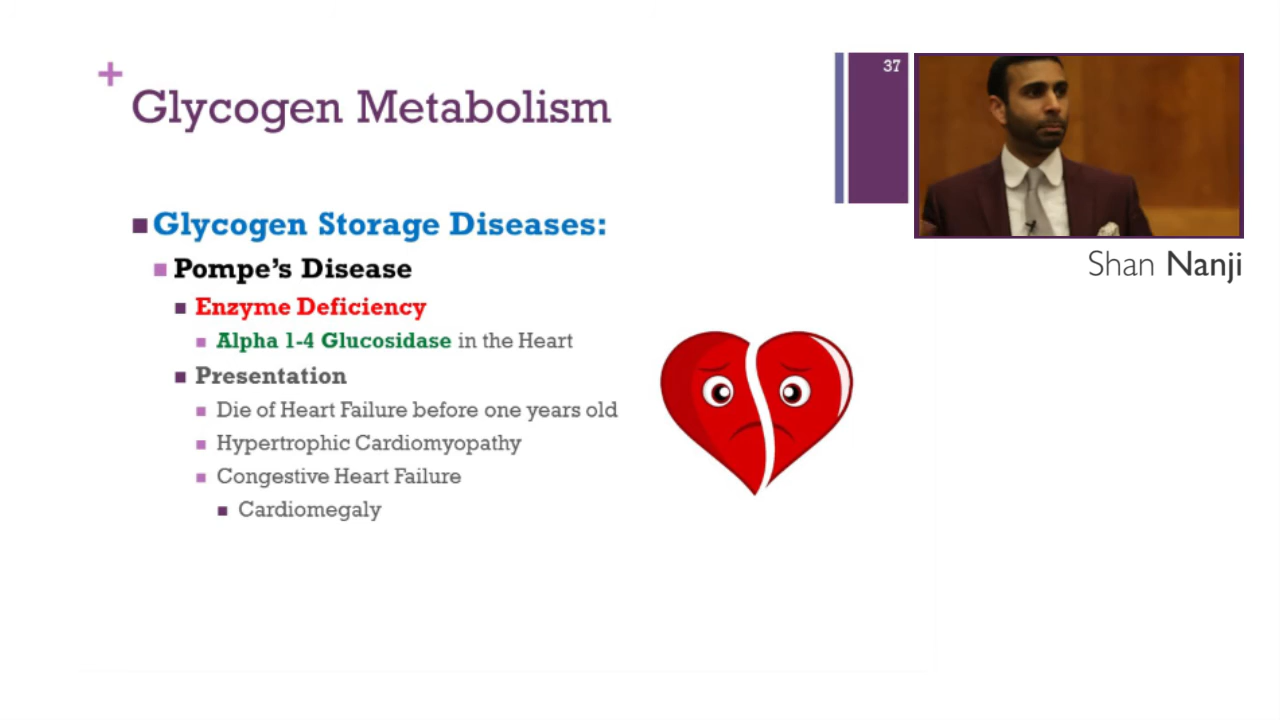 +
Glycogen Metabolism
37
Glycogen Storage Diseases:
Pompe's Disease
Enzyme Deficiency
Alpha 1-4 Glucosidase in the Heart
Presentation
Die of Heart Failure before one years old
Hypertrophic Cardiomyopathy
Congestive Heart Failure
Cardiomegaly
Shan Nanji